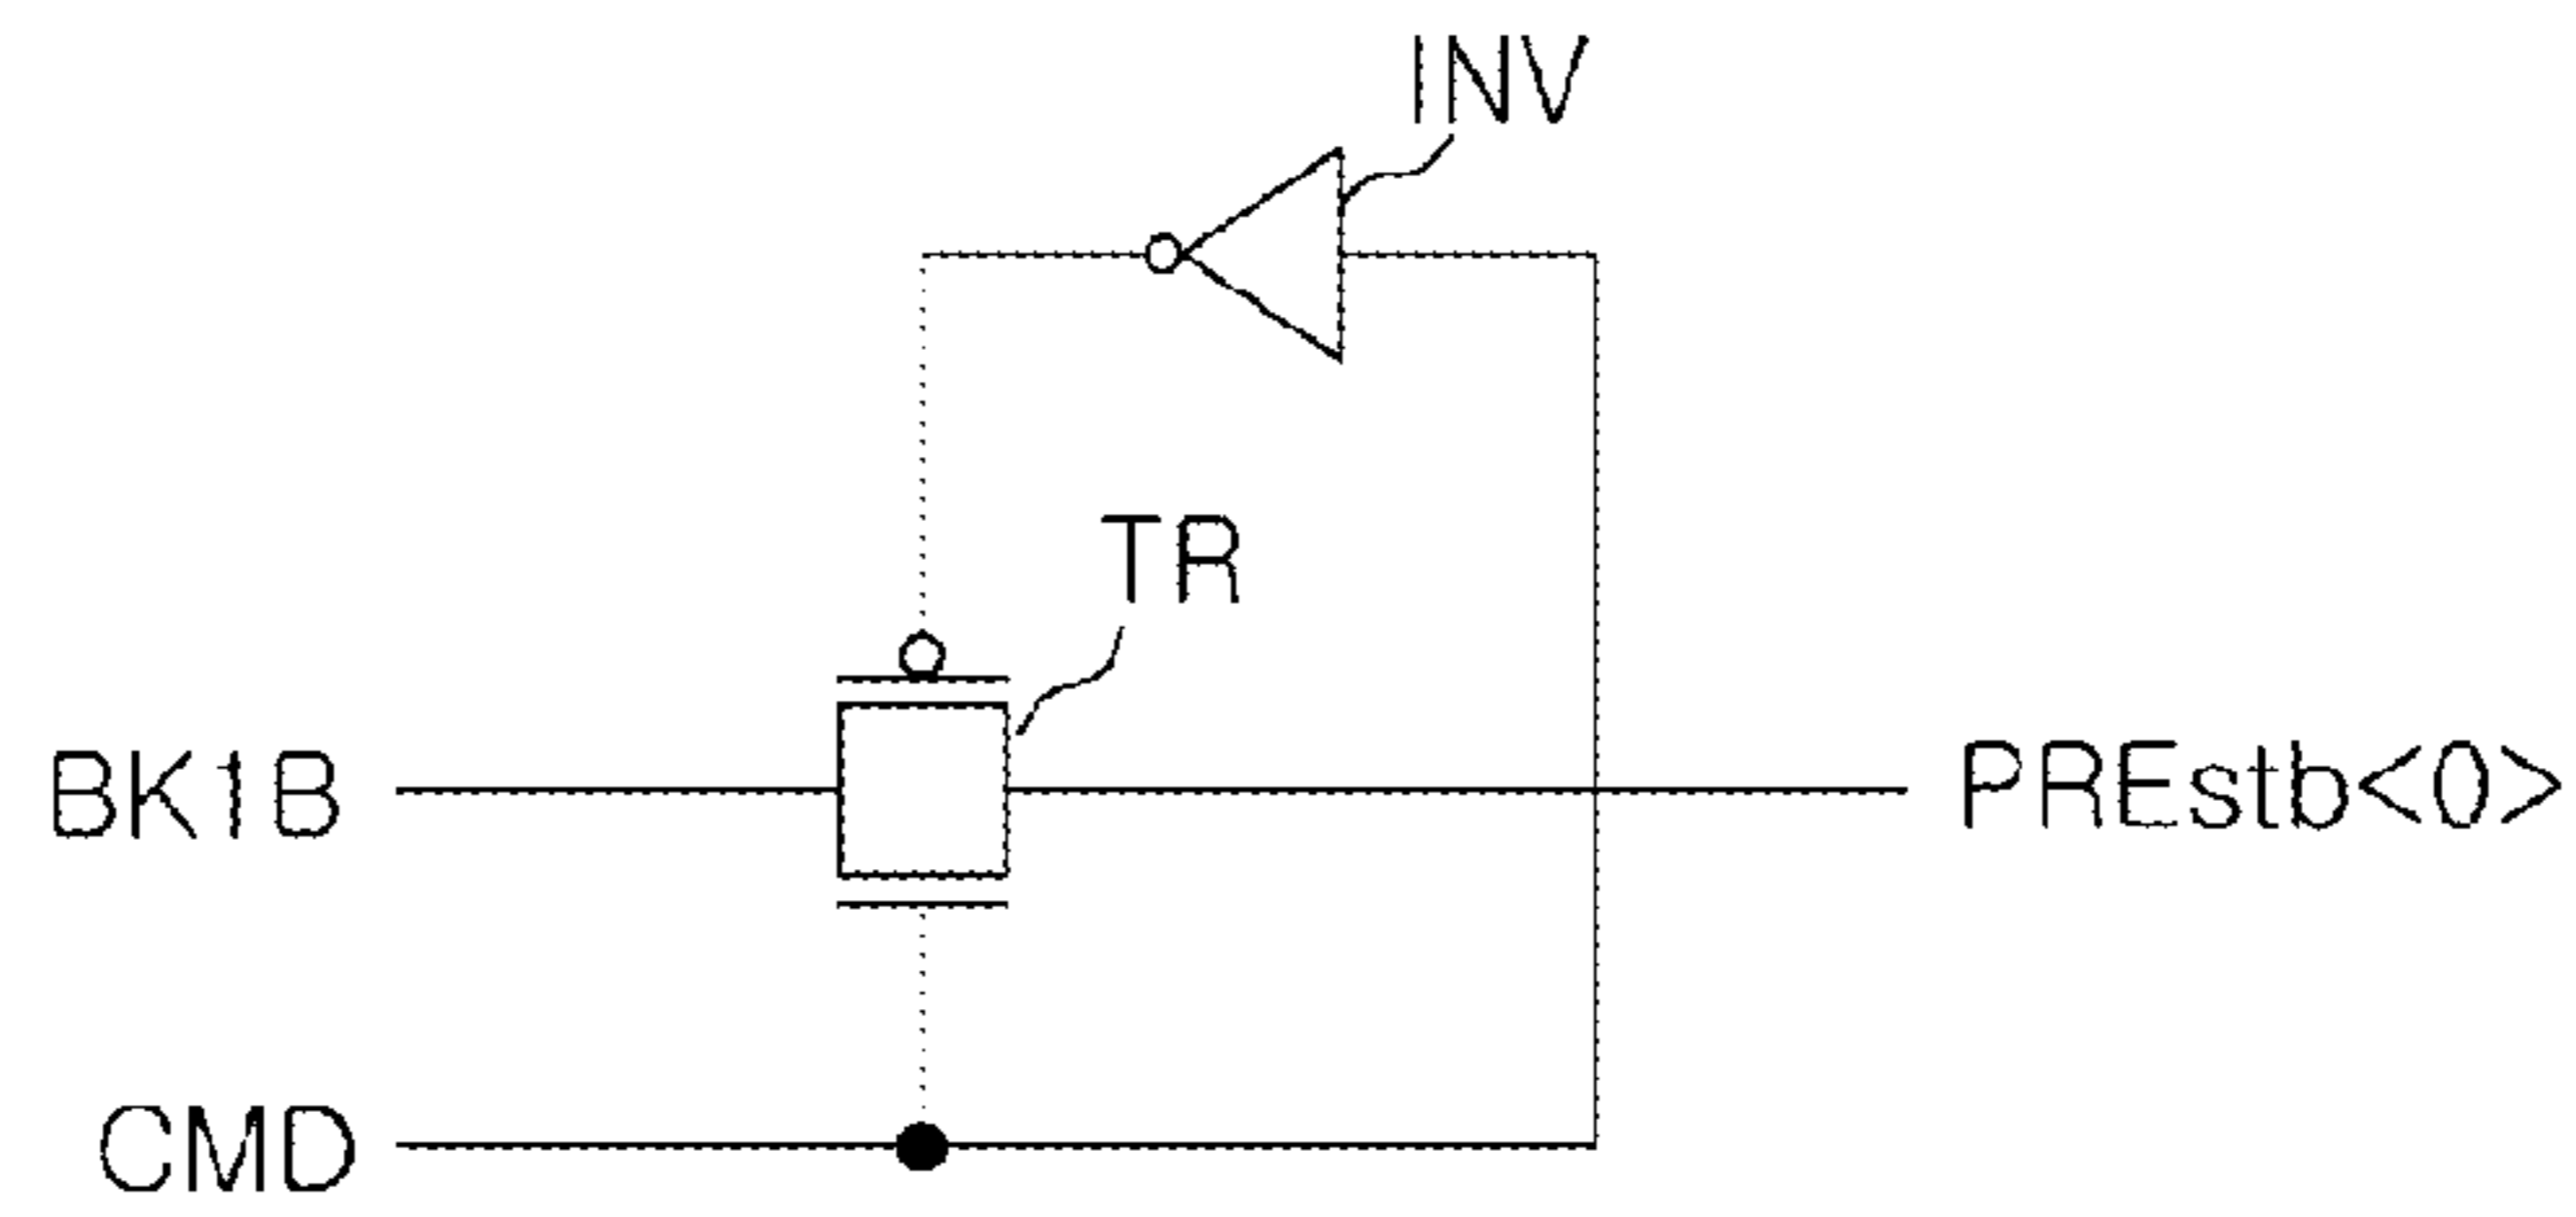 INV
TR
BK1B
PREstb<0>
CMD